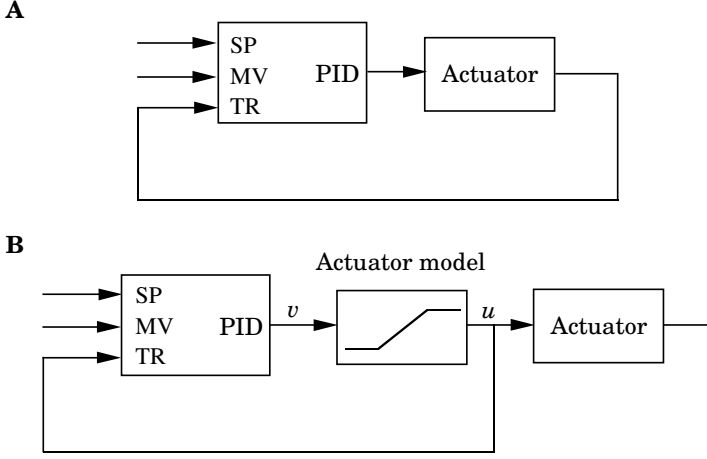 A
SP
MV
TR
PID
Actuator
B
Actuator model
SP
MV
TR
PID
v
u
Actuator